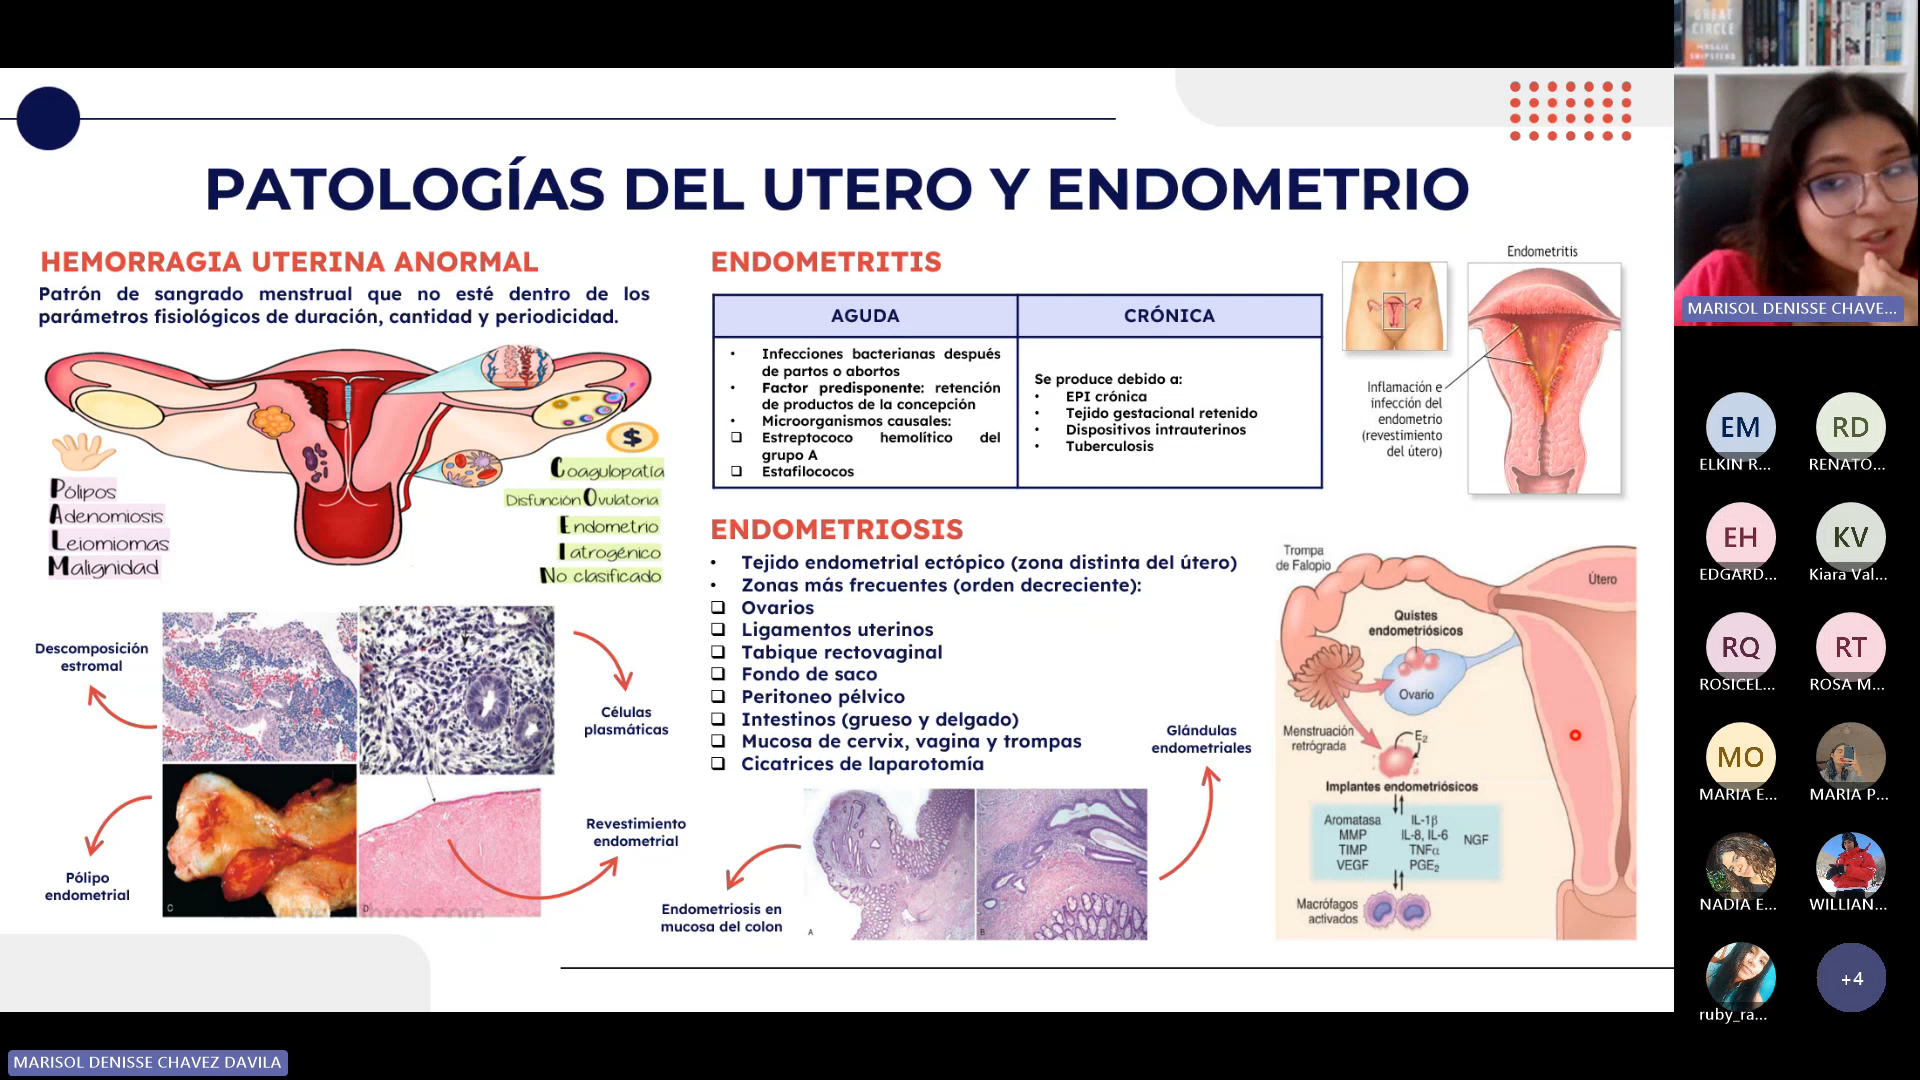 PATOLOGÍAS DEL UTERO Y ENDOMETRIO
HEMORRAGIA UTERINA ANORMAL
Patrón de sangrado menstrual que no esté dentro de los
parámetros fisiológicos de duración, cantidad y periodicidad.
Pólipos
Adenomiosis
Leiomiomas
Malignidad
$
Coagulopatía
Disfunción Ovulatoria
Endometrio
Iatrogénico
No clasificado
Descomposición
estromal
Células
plasmáticas
Pólipo
endometrial
Revestimiento
endometrial
C
D
ENDOMETRITIS
AGUDA
• Infecciones bacterianas después
de partos o abortos
• Factor predisponente: retención
de productos de la concepción
• Microorganismos causales:
❑ Estreptococo hemolítico del
grupo A
❑ Estafilococos
CRÓNICA
Se produce debido a:
• EPI crónica
• Tejido gestacional retenido
• Dispositivos intrauterinos
• Tuberculosis
Endometritis
Inflamación e
infección del
endometrio
(revestimiento
del útero)
ENDOMETRIOSIS
• Tejido endometrial ectópico (zona distinta del útero)
• Zonas más frecuentes (orden decreciente):
❑ Ovarios
❑ Ligamentos uterinos
❑ Tabique rectovaginal
❑ Fondo de saco
❑ Peritoneo pélvico
❑ Intestinos (grueso y delgado)
❑ Mucosa de cervix, vagina y trompas
❑ Cicatrices de laparotomía
Glándulas
endometriales
Endometriosis en
mucosa del colon
A
B
Trompa
de Falopio
Útero
Quistes
endometriósicos
Ovario
Menstruación
retrógrada
E2
Implantes endometriósicos
Aromatasa
MMP
TIMP
VEGF
IL-1β
IL-8, IL-6
TNFα
PGE2
NGF
Macrófagos
activados
GREAT
CIRCLE
MAGGIE
SHIPSTEAD
MARISOL DENISSE CHAVE...
EM
ELKIN R...
RD
RENATO...
EH
EDGARD...
KV
Kiara Val...
RQ
ROSICEL...
RT
ROSA M...
MO
MARIA E...
MARIA P...
NADIA E...
WILLIAN...
ruby_ra...
+4
MARISOL DENISSE CHAVEZ DAVILA